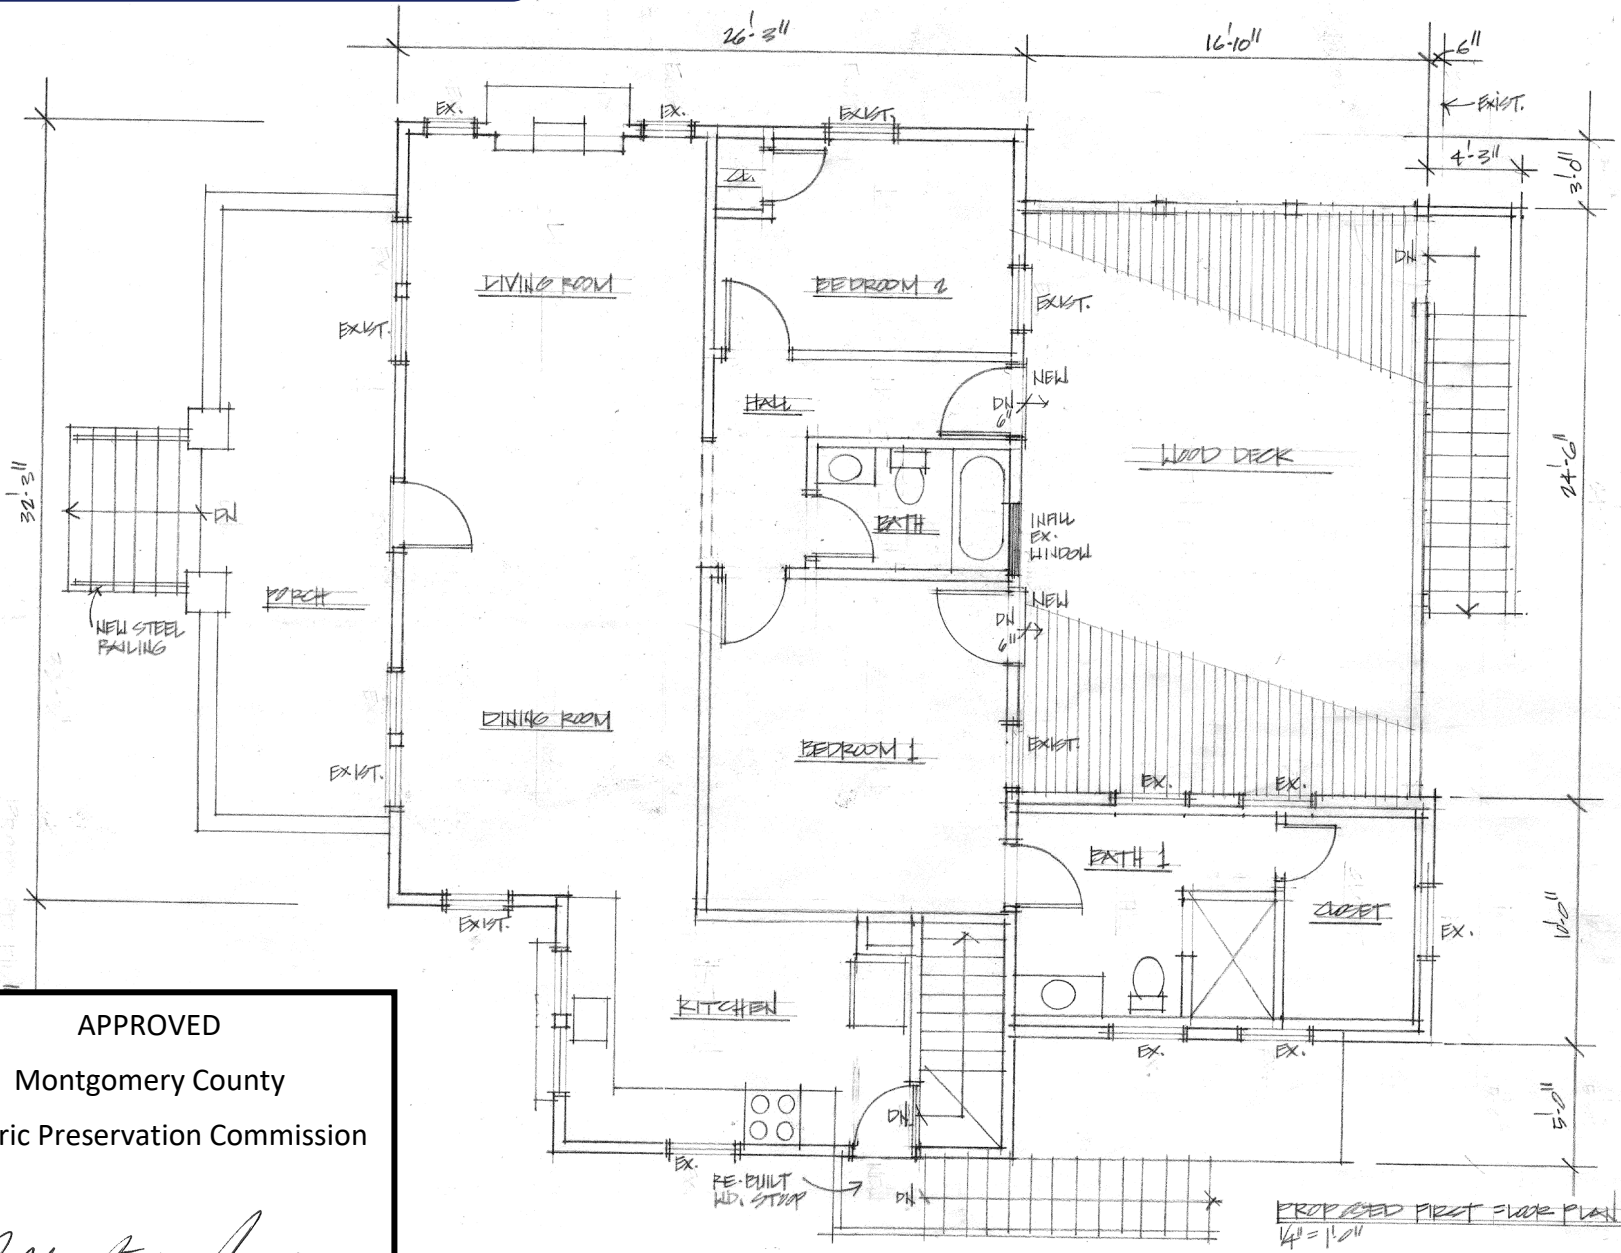 26'-3"
16'-10"
6"
EX.
EX.
EXIST.
EXIST.
4'-3"
3'-0"
CL.
DN
LIVING ROOM
BEDROOM 2
EXIST.
EXIST.
NEW
HALL
DN
6"
WOOD DECK
32'-3"
24'-6"
DN
BATH
INFILL
EX.
WINDOW
PORCH
NEW
NEW STEEL
RAILING
DN
6"
DINING ROOM
BEDROOM 1
EXIST.
EXIST.
EX.
EX.
BATH 1
CLOSET
EXIST.
10'-0"
EX.
KITCHEN
APPROVED
Montgomery County
ric Preservation Commission
EX.
EX.
DN
5'-0"
EX.
RE-BUILT
WD. STOOP
DN
PROPOSED FIRST FLOOR PLAN
1/4" = 1'-0"